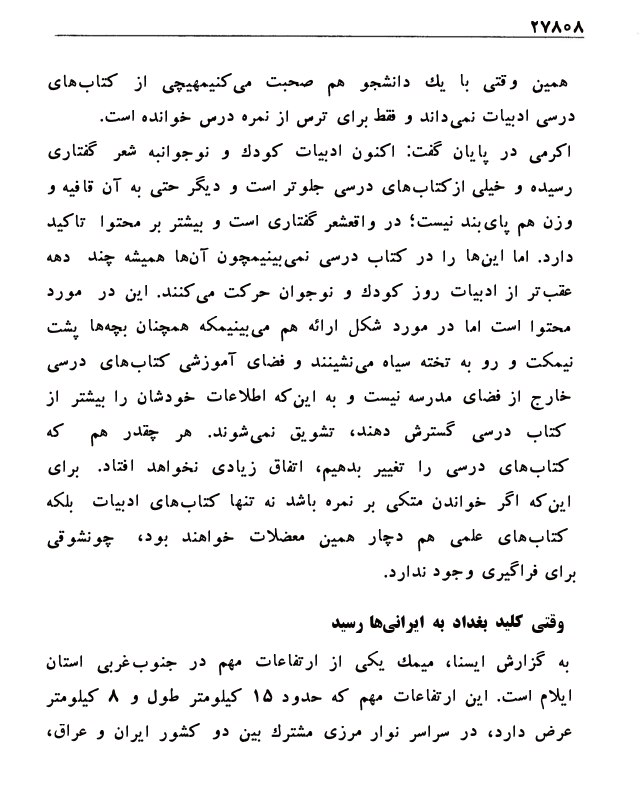 ۲۷۸۰۸
همین وقتی با یك دانشجو هم صحبت می‌کنیمهیچی از کتاب‌های
درسی ادبیات نمی‌داند و فقط برای ترس از نمره درس خوانده است.
اکرمی در پایان گفت: اکنون ادبیات کودك و نوجوانبه شعر گفتاری
رسیده و خیلی ازکتاب‌های درسی جلوتر است و دیگر حتی به آن قافیه و
وزن هم پای‌بند نیست؛ در واقعشعر گفتاری است و بیشتر بر محتوا تاکید
دارد. اما این‌ها را در کتاب درسی نمی‌بینیمچون آن‌ها همیشه چند دهه
عقب‌تر از ادبیات روز کودك و نوجوان حرکت می‌کنند. این در مورد
محتوا است اما در مورد شکل ارائه هم می‌بینیمکه همچنان بچه‌ها پشت
نیمکت و رو به تخته سیاه می‌نشینند و فضای آموزشی کتاب‌های درسی
خارج از فضای مدرسه نیست و به این‌که اطلاعات خودشان را بیشتر از
کتاب درسی گسترش دهند، تشویق نمی‌شوند. هر چقدر هم که
کتاب‌های درسی را تغییر بدهیم، اتفاق زیادی نخواهد افتاد. برای
این‌که اگر خواندن متکی بر نمره باشد نه تنها کتاب‌های ادبیات بلکه
کتاب‌های علمی هم دچار همین معضلات خواهند بود، چونشوقی
برای فراگیری وجود ندارد.
وقتی کلید بغداد به ایرانی‌ها رسید
به گزارش ایسنا، میمك یکی از ارتفاعات مهم در جنوب‌غربی استان
ایلام است. این ارتفاعات مهم که حدود ۱۵ کیلومتر طول و ۸ کیلومتر
عرض دارد، در سراسر نوار مرزی مشترك بین دو کشور ایران و عراق،